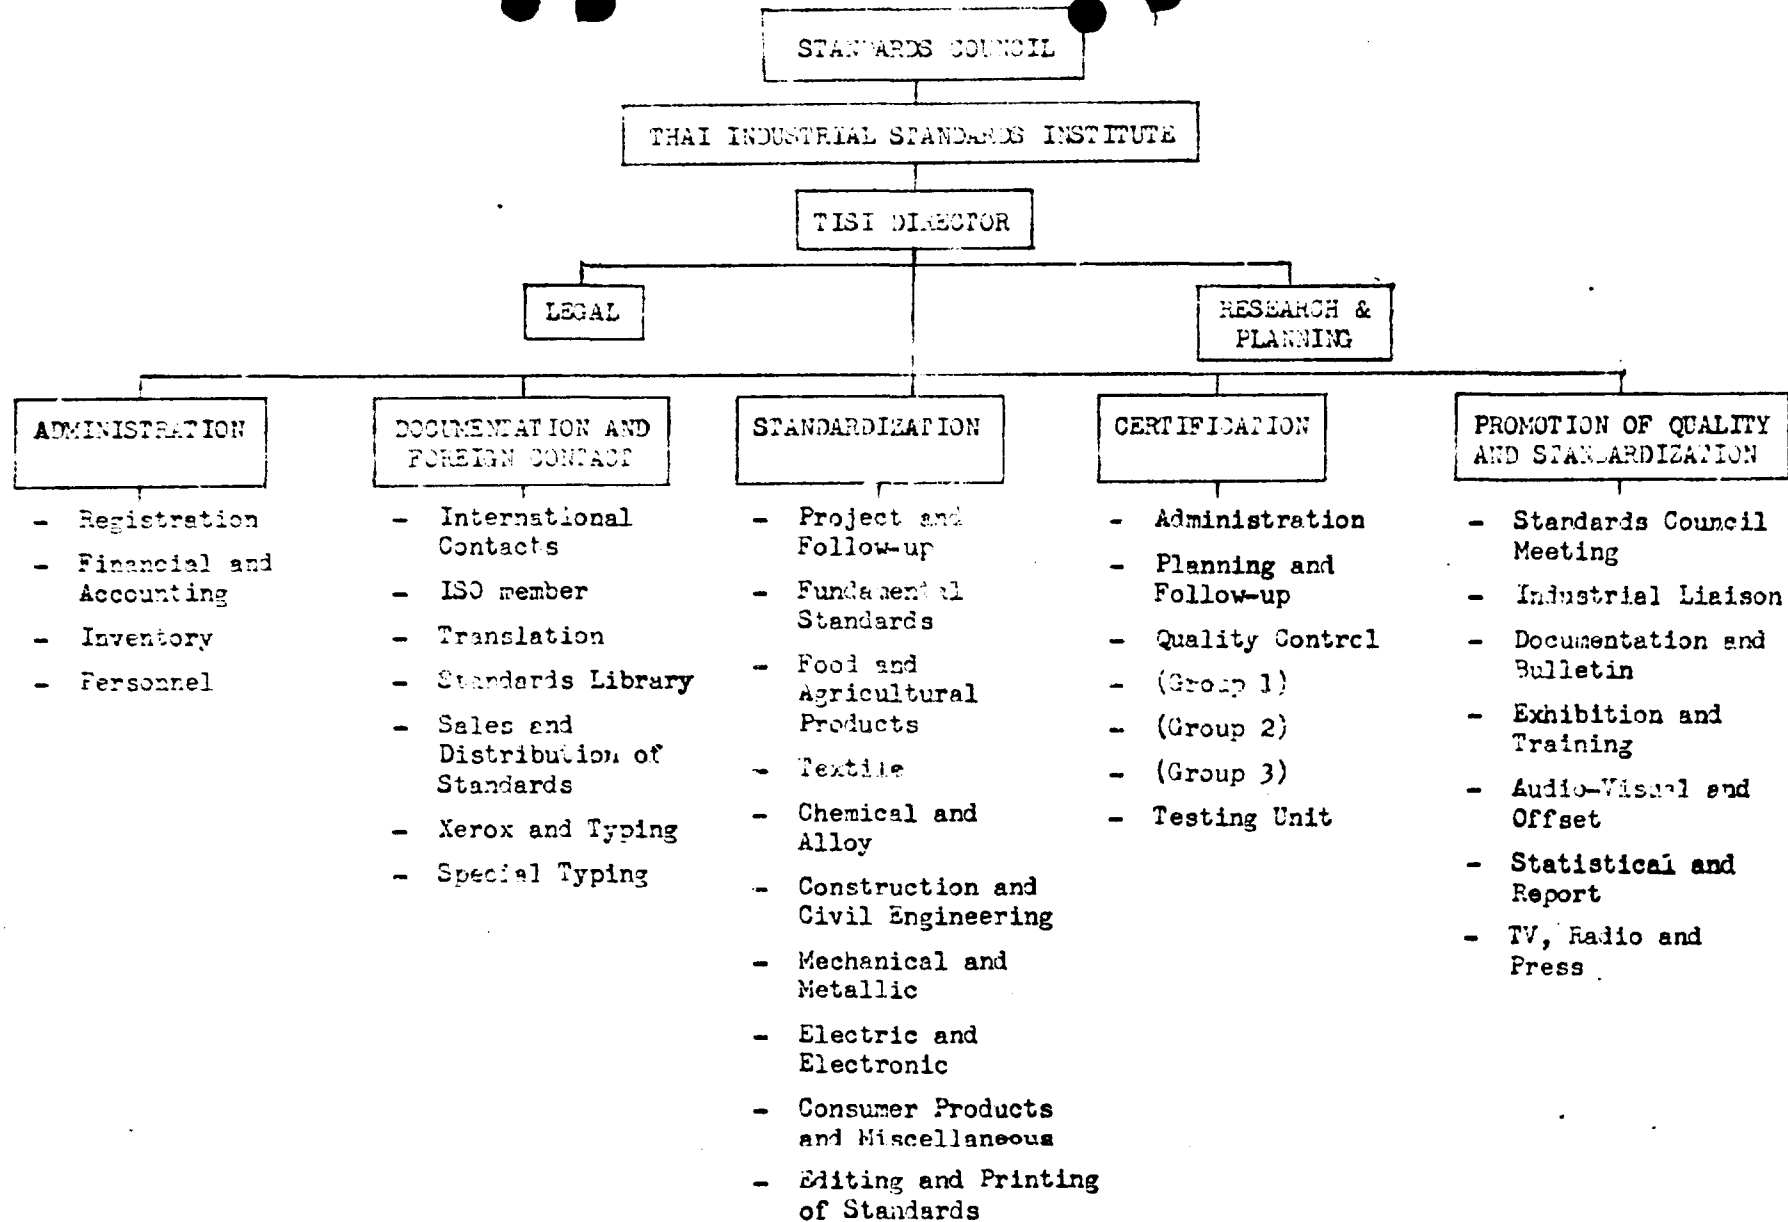 STANDARDS COUNCIL
THAI INDUSTRIAL STANDARDS INSTITUTE
TISI DIRECTOR
LEGAL
RESEARCH &
PLANNING
ADMINISTRATION
- Registration
- Financial and
Accounting
- Inventory
- Personnel
DOCUMENTATION AND
FOREIGN CONTACT
- International
Contacts
- ISO member
- Translation
- Standards Library
- Sales and
Distribution of
Standards
- Xerox and Typing
- Special Typing
STANDARDIZATION
- Project and
Follow-up
- Fundamental
Standards
- Food and
Agricultural
Products
- Textile
- Chemical and
Alloy
- Construction and
Civil Engineering
- Mechanical and
Metallic
- Electric and
Electronic
- Consumer Products
and Miscellaneous
- Editing and Printing
of Standards
CERTIFICATION
- Administration
- Planning and
Follow-up
- Quality Control
- (Group 1)
- (Group 2)
- (Group 3)
- Testing Unit
PROMOTION OF QUALITY
AND STANDARDIZATION
- Standards Council
Meeting
- Industrial Liaison
- Documentation and
Bulletin
- Exhibition and
Training
- Audio-Visual and
Offset
- Statistical and
Report
- TV, Radio and
Press